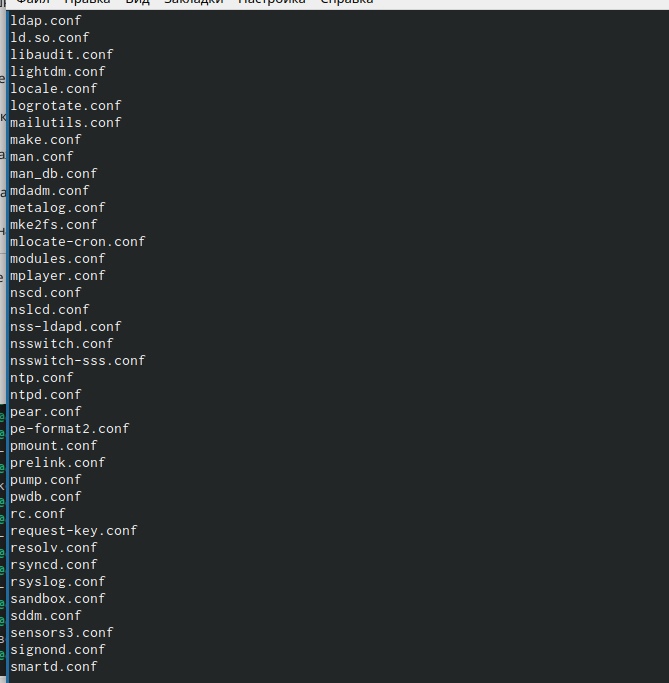 Файл Правка Вид Закладки Настройка Справка
ldap.conf
ld.so.conf
libaudit.conf
lightdm.conf
locale.conf
logrotate.conf
mailutils.conf
make.conf
man.conf
man_db.conf
mdadm.conf
metalog.conf
mke2fs.conf
mlocate-cron.conf
modules.conf
mplayer.conf
nscd.conf
nslcd.conf
nss-ldapd.conf
nsswitch.conf
nsswitch-sss.conf
ntp.conf
ntpd.conf
pear.conf
pe-format2.conf
pmount.conf
prelink.conf
pump.conf
pwdb.conf
rc.conf
request-key.conf
resolv.conf
rsyncd.conf
rsyslog.conf
sandbox.conf
sddm.conf
sensors3.conf
signond.conf
smartd.conf